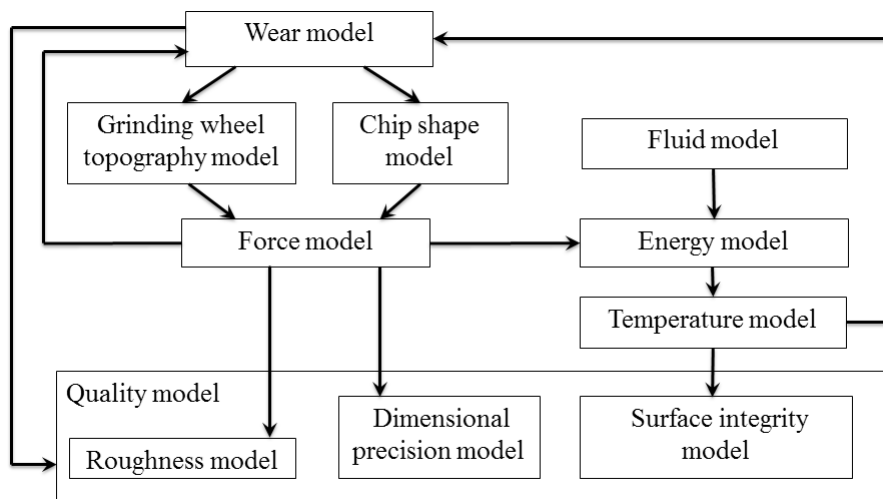 Wear model
Grinding wheel
topography model
Chip shape
model
Fluid model
Force model
Energy model
Temperature model
Quality model
Roughness model
Dimensional
precision model
Surface integrity
model